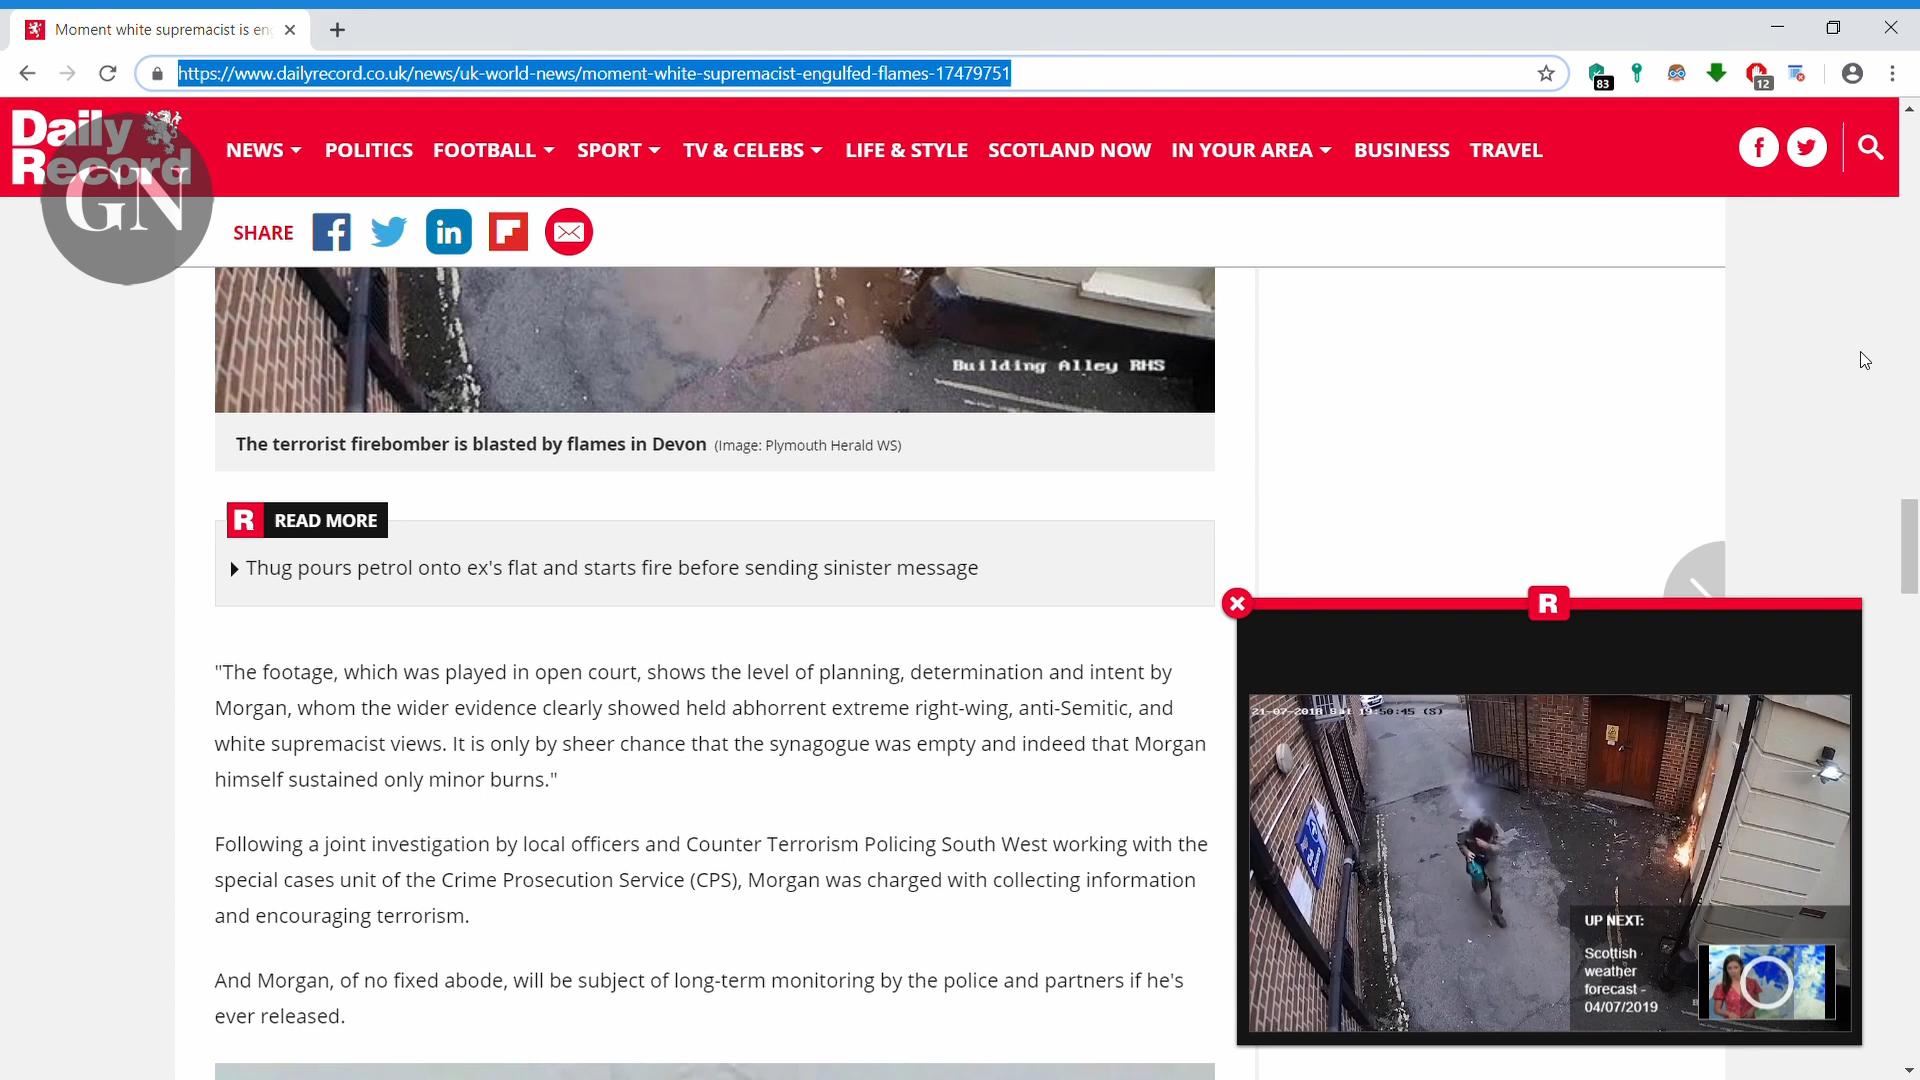 Moment white supremacist is en
https://www.dailyrecord.co.uk/news/uk-world-news/moment-white-supremacist-engulfed-flames-17479751
83
12
Daily
Record
GN
NEWS
POLITICS
FOOTBALL
SPORT
TV & CELEBS
LIFE & STYLE
SCOTLAND NOW
IN YOUR AREA
BUSINESS
TRAVEL
SHARE
Building Alley RHS
The terrorist firebomber is blasted by flames in Devon (Image: Plymouth Herald WS)
R READ MORE
Thug pours petrol onto ex's flat and starts fire before sending sinister message
"The footage, which was played in open court, shows the level of planning, determination and intent by
Morgan, whom the wider evidence clearly showed held abhorrent extreme right-wing, anti-Semitic, and
white supremacist views. It is only by sheer chance that the synagogue was empty and indeed that Morgan
himself sustained only minor burns."
Following a joint investigation by local officers and Counter Terrorism Policing South West working with the
special cases unit of the Crime Prosecution Service (CPS), Morgan was charged with collecting information
and encouraging terrorism.
And Morgan, of no fixed abode, will be subject of long-term monitoring by the police and partners if he's
ever released.
R
21-07-2018 Sat 19:50:45 (S)
UP NEXT:
Scottish
weather
forecast -
04/07/2019